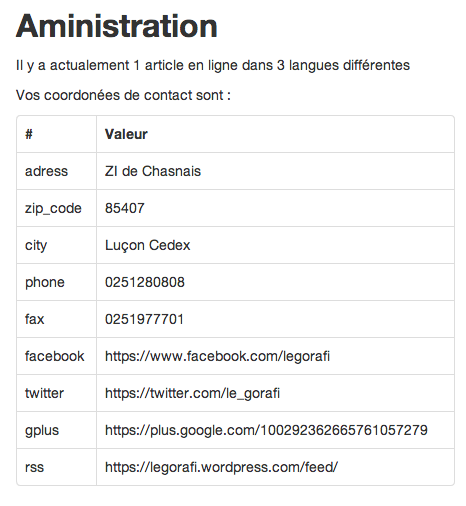 Aministration
Il y a actualement 1 article en ligne dans 3 langues différentes
Vos coordonées de contact sont :
# Valeur
adress ZI de Chasnais
zip_code 85407
city Luçon Cedex
phone 0251280808
fax 0251977701
facebook https://www.facebook.com/legorafi
twitter https://twitter.com/le_gorafi
gplus https://plus.google.com/100292362665761057279
rss https://legorafi.wordpress.com/feed/